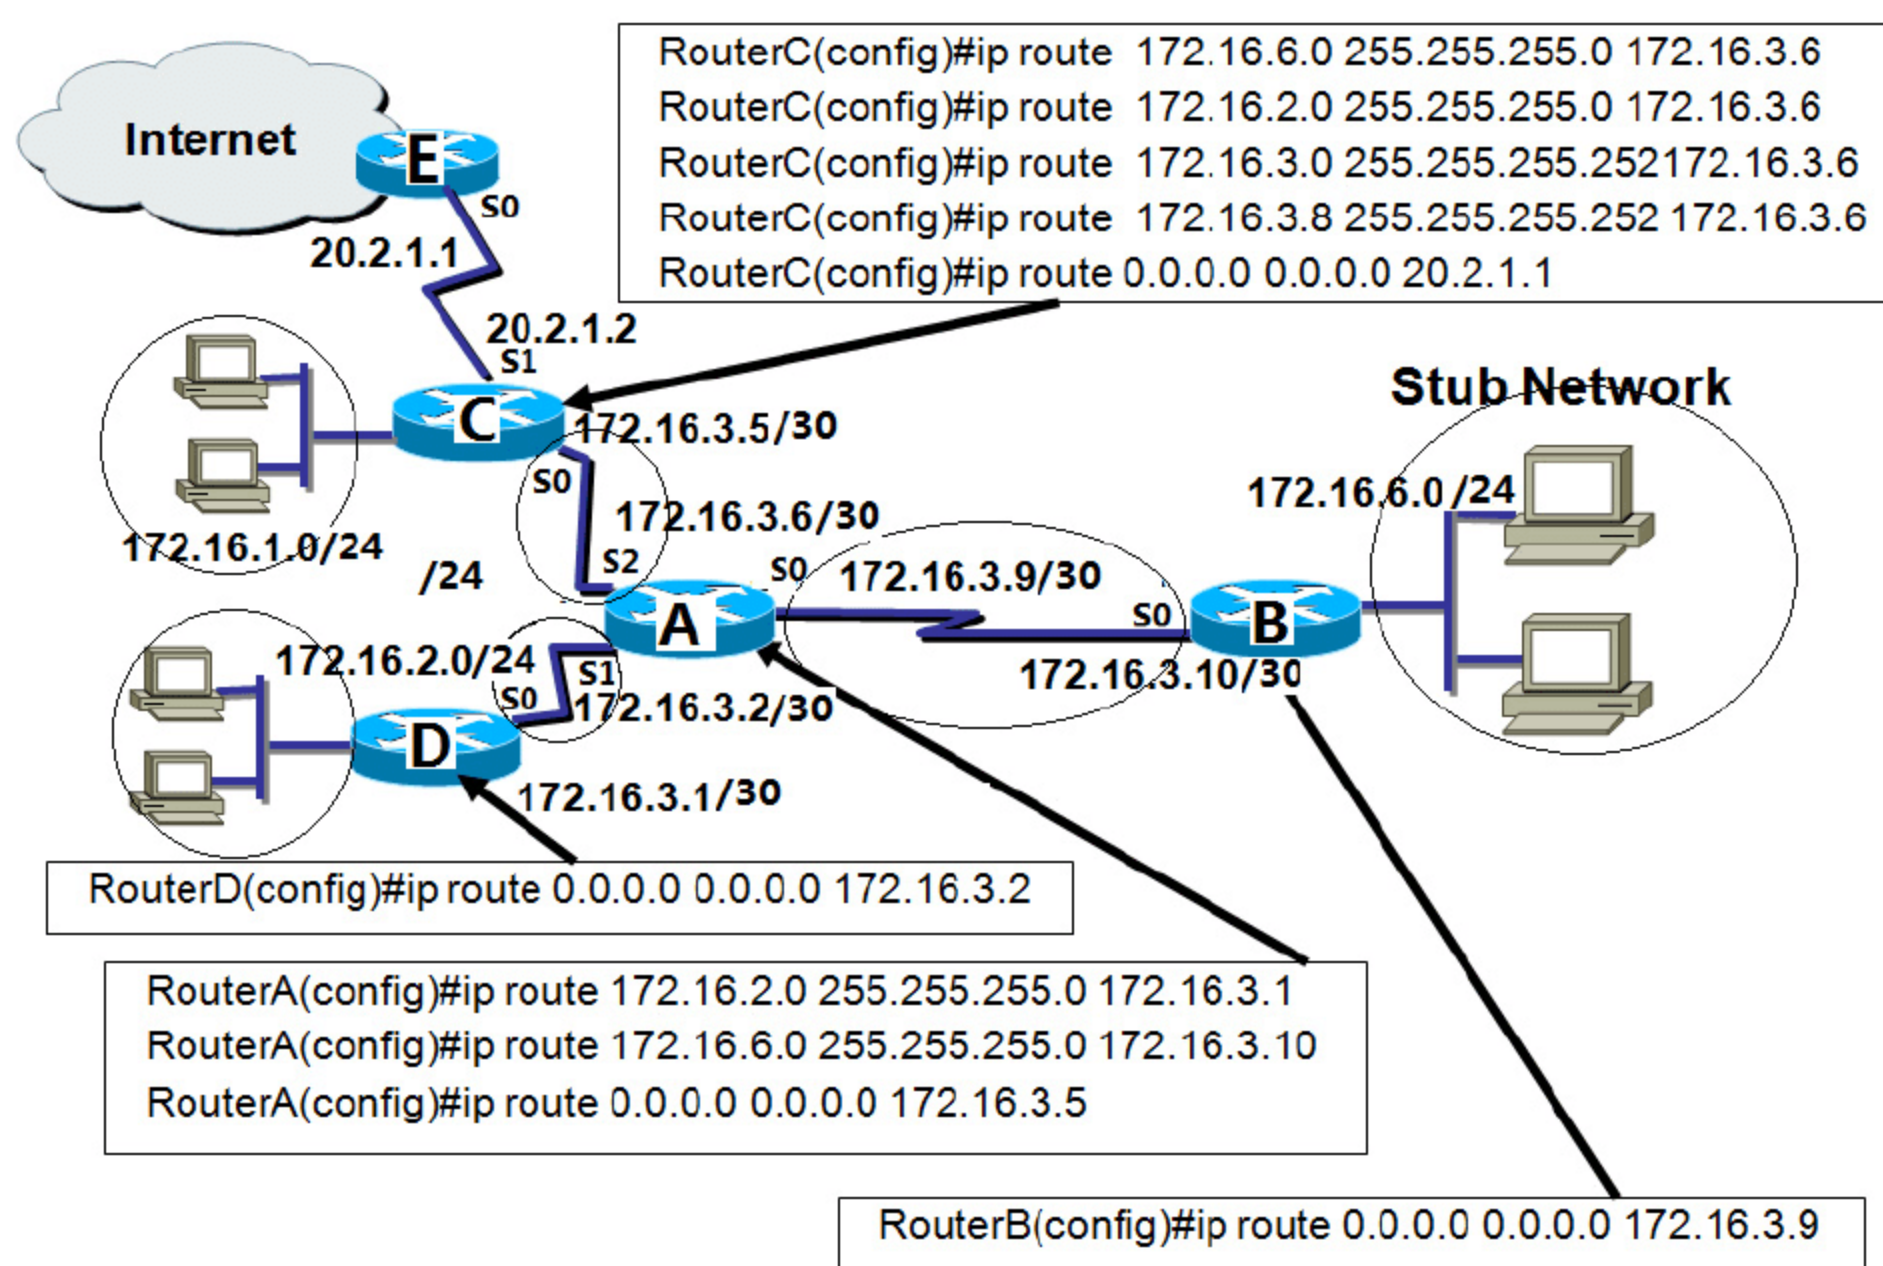 RouterC(config)#ip route 172.16.6.0 255.255.255.0 172.16.3.6
RouterC(config)#ip route 172.16.2.0 255.255.255.0 172.16.3.6
RouterC(config)#ip route 172.16.3.0 255.255.255.252172.16.3.6
RouterC(config)#ip route 172.16.3.8 255.255.255.252 172.16.3.6
RouterC(config)#ip route 0.0.0.0 0.0.0.0 20.2.1.1
Internet
E
S0
20.2.1.1
20.2.1.2
S1
C
172.16.3.5/30
S0
172.16.1.0/24
172.16.3.6/30
S2
/24
Stub Network
172.16.6.0 /24
A
S0
172.16.3.9/30
S0
B
172.16.3.10/30
172.16.2.0/24
S1
S0
172.16.3.2/30
D
172.16.3.1/30
RouterD(config)#ip route 0.0.0.0 0.0.0.0 172.16.3.2
RouterA(config)#ip route 172.16.2.0 255.255.255.0 172.16.3.1
RouterA(config)#ip route 172.16.6.0 255.255.255.0 172.16.3.10
RouterA(config)#ip route 0.0.0.0 0.0.0.0 172.16.3.5
RouterB(config)#ip route 0.0.0.0 0.0.0.0 172.16.3.9